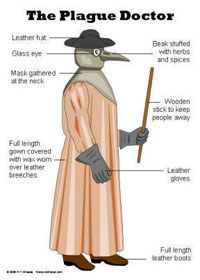 The Plague Doctor
Leather hat
Glass eye
Mask gathered
at the neck
Beak stuffed
with herbs
and spices
Wooden
stick to keep
people away
Full length
gown covered
with wax worn
over leather
breeches
Leather
gloves
Full length
leather boots